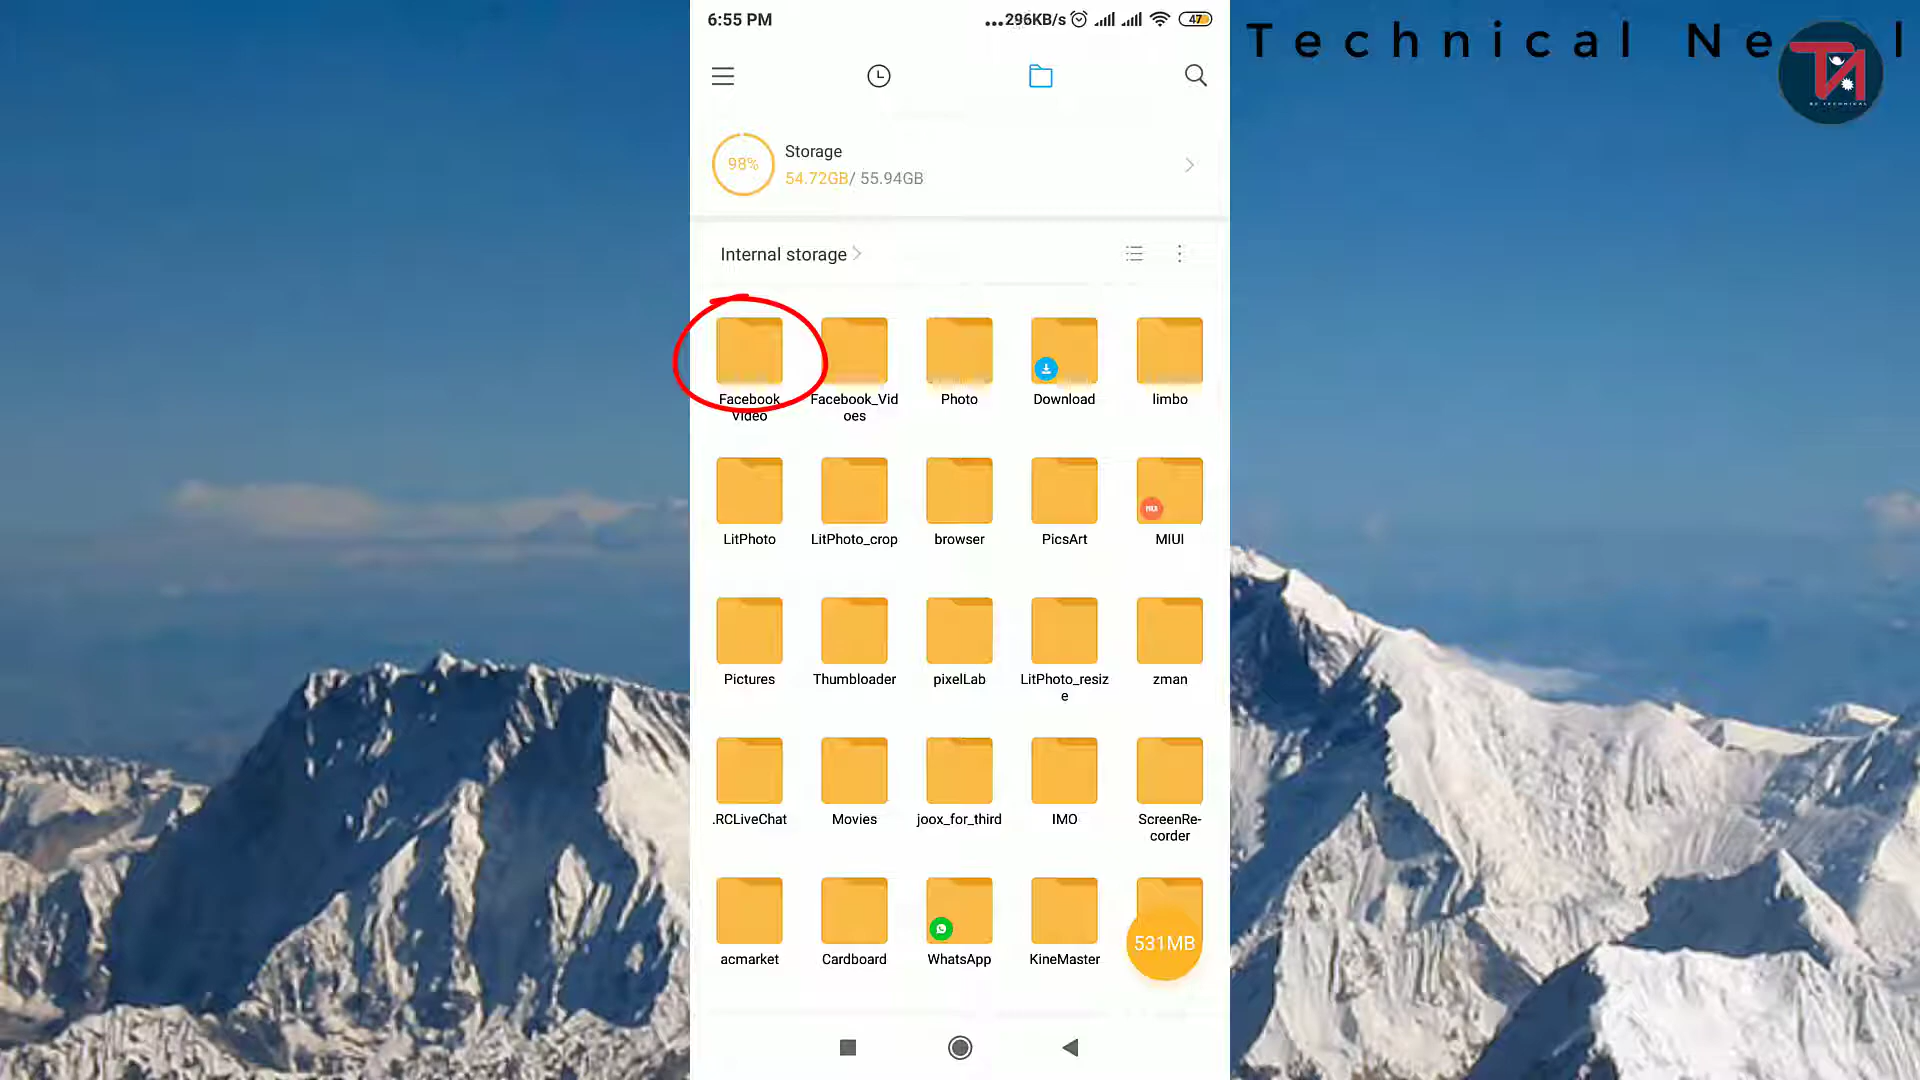 6:55 PM
...296KB/s
47
Technical Ne l
98%
Storage
54.72GB/ 55.94GB
Internal storage
Facebook
Video
Facebook_Vid
oes
Photo
Download
limbo
LitPhoto
LitPhoto_crop
browser
PicsArt
MIUI
Pictures
Thumbloader
pixelLab
LitPhoto_resiz
e
zman
.RCLiveChat
Movies
joox_for_third
IMO
ScreenRe-
corder
acmarket
Cardboard
WhatsApp
KineMaster
531MB